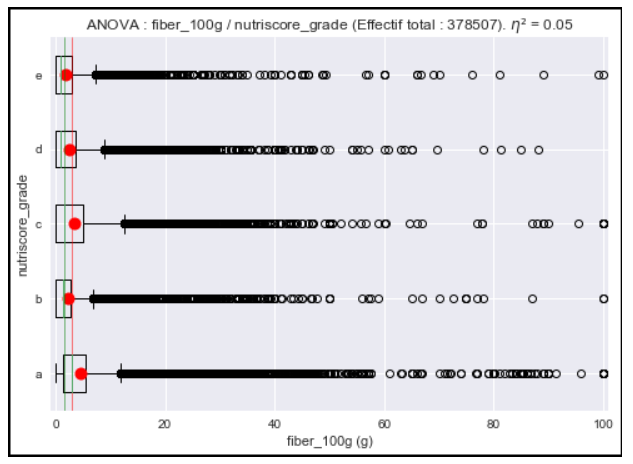 ANOVA : fiber_100g / nutriscore_grade (Effectif total : 378507). η² = 0.05
e
d
c
b
a
nutriscore_grade
0 20 40 60 80 100
fiber_100g (g)